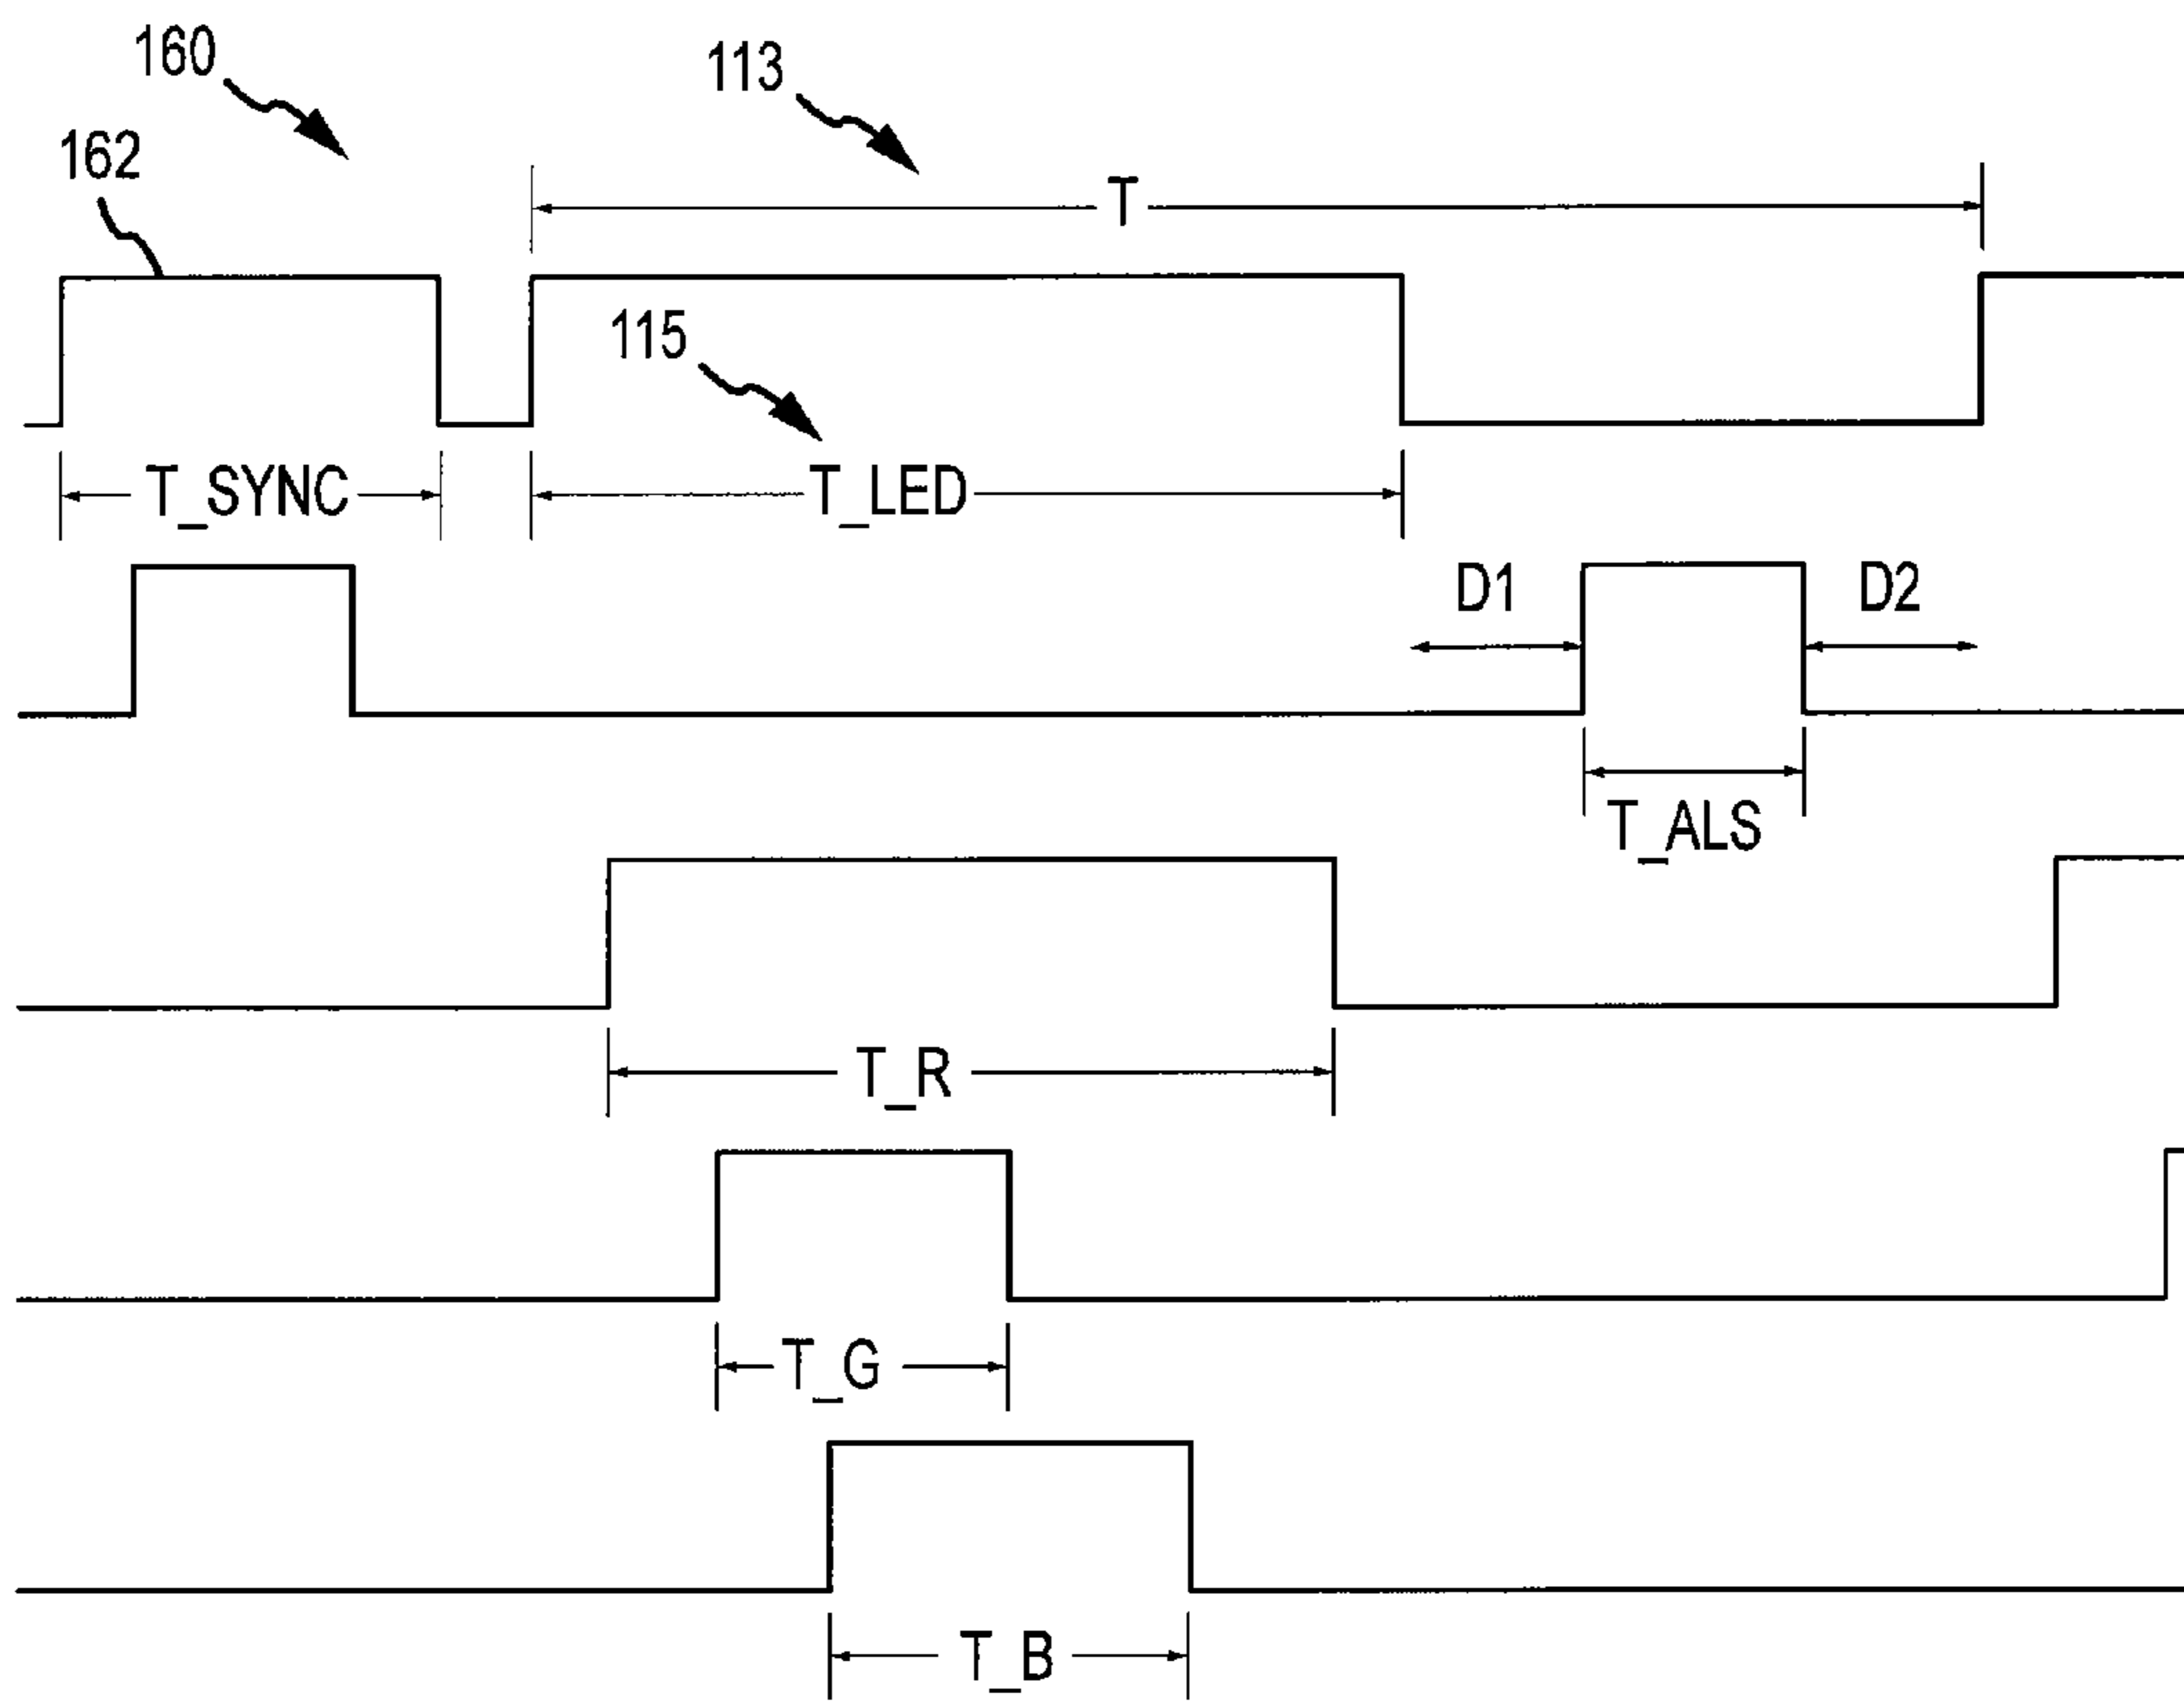 160
113
162
T
115
T_SYNC
T_LED
D1
D2
T_ALS
T_R
T_G
T_B